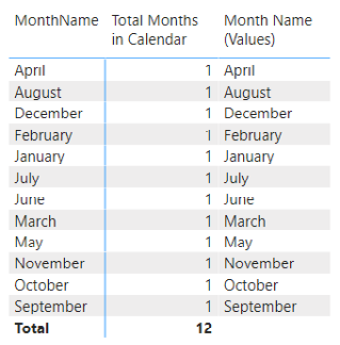 MonthName Total Months Month Name
in Calendar (Values)
April 1 April
August 1 August
December 1 December
February 1 February
January 1 January
July 1 July
June 1 June
March 1 March
May 1 May
November 1 November
October 1 October
September 1 September
Total 12